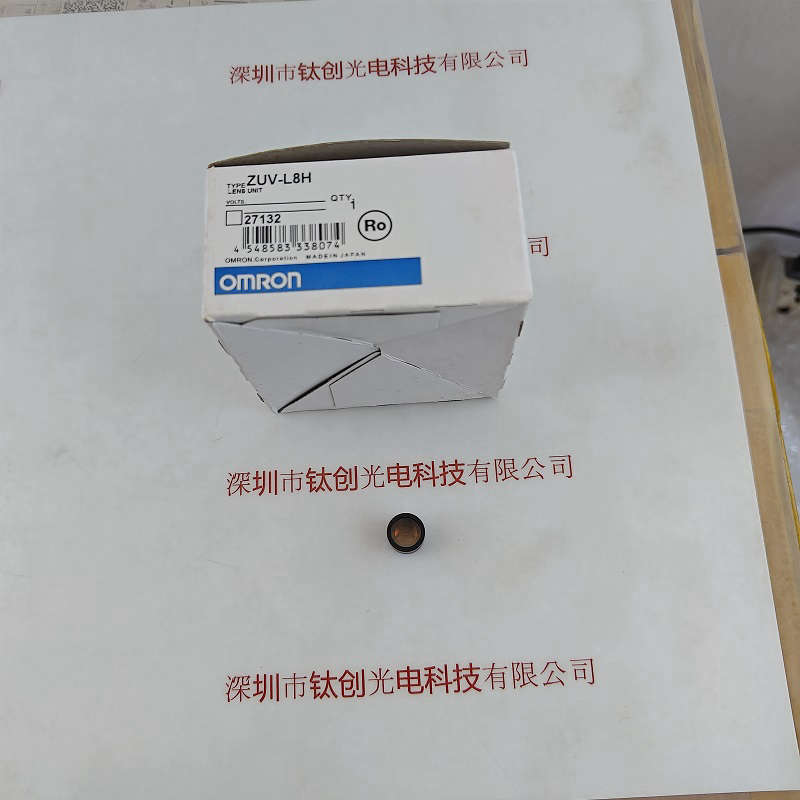 深圳市钛创光电科技有限公司
TYPE ZUV-L8H
LENS UNIT
VOLTS
QTY. 1
27132
Ro
4 548583 338074
OMRON Corporation MADE IN JAPAN
OMRON
司
深圳市钛创光电科技有限公司
深圳市钛创光电科技有限公司